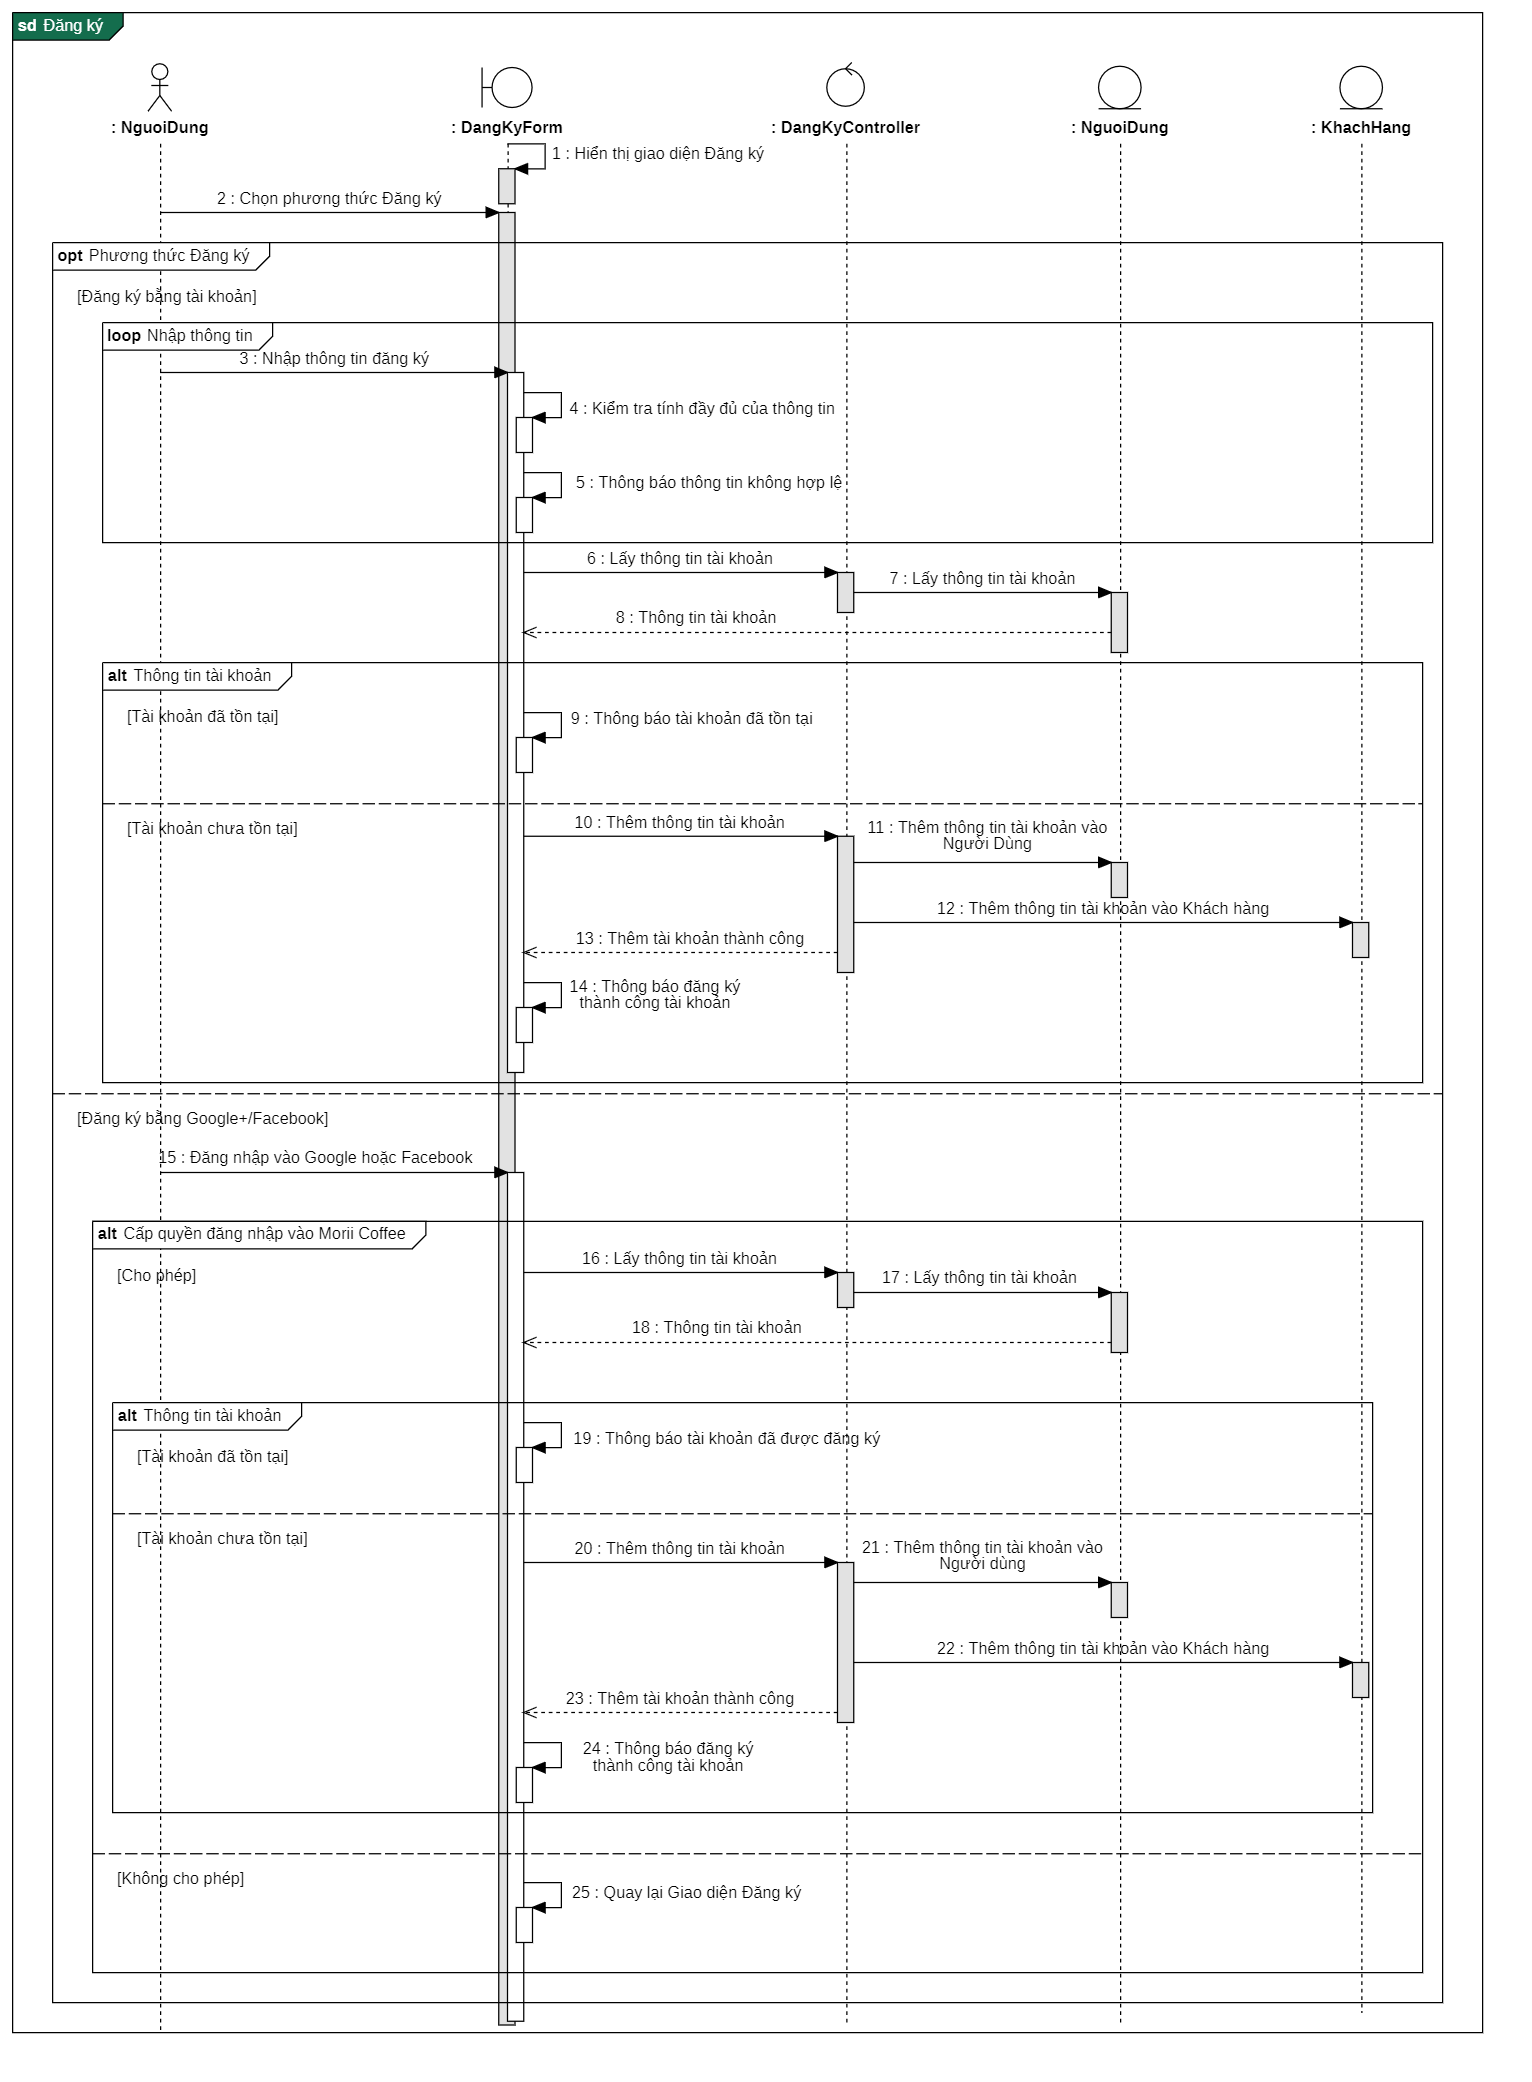 sd Đăng ký
: NguoiDung
: DangKyForm
: DangKyController
: NguoiDung
: KhachHang
1 : Hiển thị giao diện Đăng ký
2 : Chọn phương thức Đăng ký
opt Phương thức Đăng ký
[Đăng ký bằng tài khoản]
loop Nhập thông tin
3 : Nhập thông tin đăng ký
4 : Kiểm tra tính đầy đủ của thông tin
5 : Thông báo thông tin không hợp lệ
6 : Lấy thông tin tài khoản
7 : Lấy thông tin tài khoản
8 : Thông tin tài khoản
alt Thông tin tài khoản
[Tài khoản đã tồn tại]
9 : Thông báo tài khoản đã tồn tại
[Tài khoản chưa tồn tại]
10 : Thêm thông tin tài khoản
11 : Thêm thông tin tài khoản vào
Người Dùng
12 : Thêm thông tin tài khoản vào Khách hàng
13 : Thêm tài khoản thành công
14 : Thông báo đăng ký
thành công tài khoản
[Đăng ký bằng Google+/Facebook]
15 : Đăng nhập vào Google hoặc Facebook
alt Cấp quyền đăng nhập vào Morii Coffee
[Cho phép]
16 : Lấy thông tin tài khoản
17 : Lấy thông tin tài khoản
18 : Thông tin tài khoản
alt Thông tin tài khoản
[Tài khoản đã tồn tại]
19 : Thông báo tài khoản đã được đăng ký
[Tài khoản chưa tồn tại]
20 : Thêm thông tin tài khoản
21 : Thêm thông tin tài khoản vào
Người dùng
22 : Thêm thông tin tài khoản vào Khách hàng
23 : Thêm tài khoản thành công
24 : Thông báo đăng ký
thành công tài khoản
[Không cho phép]
25 : Quay lại Giao diện Đăng ký